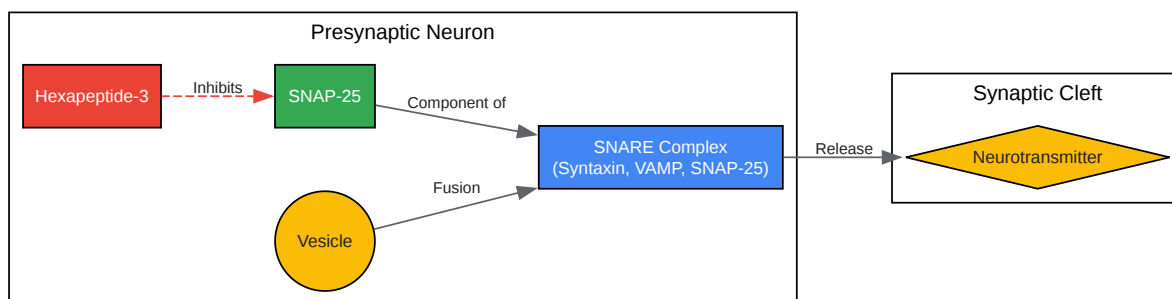 Presynaptic Neuron
Hexapeptide-3
Inhibits
SNAP-25
Component of
SNARE Complex
(Syntaxin, VAMP, SNAP-25)
Fusion
Vesicle
Release
Synaptic Cleft
Neurotransmitter